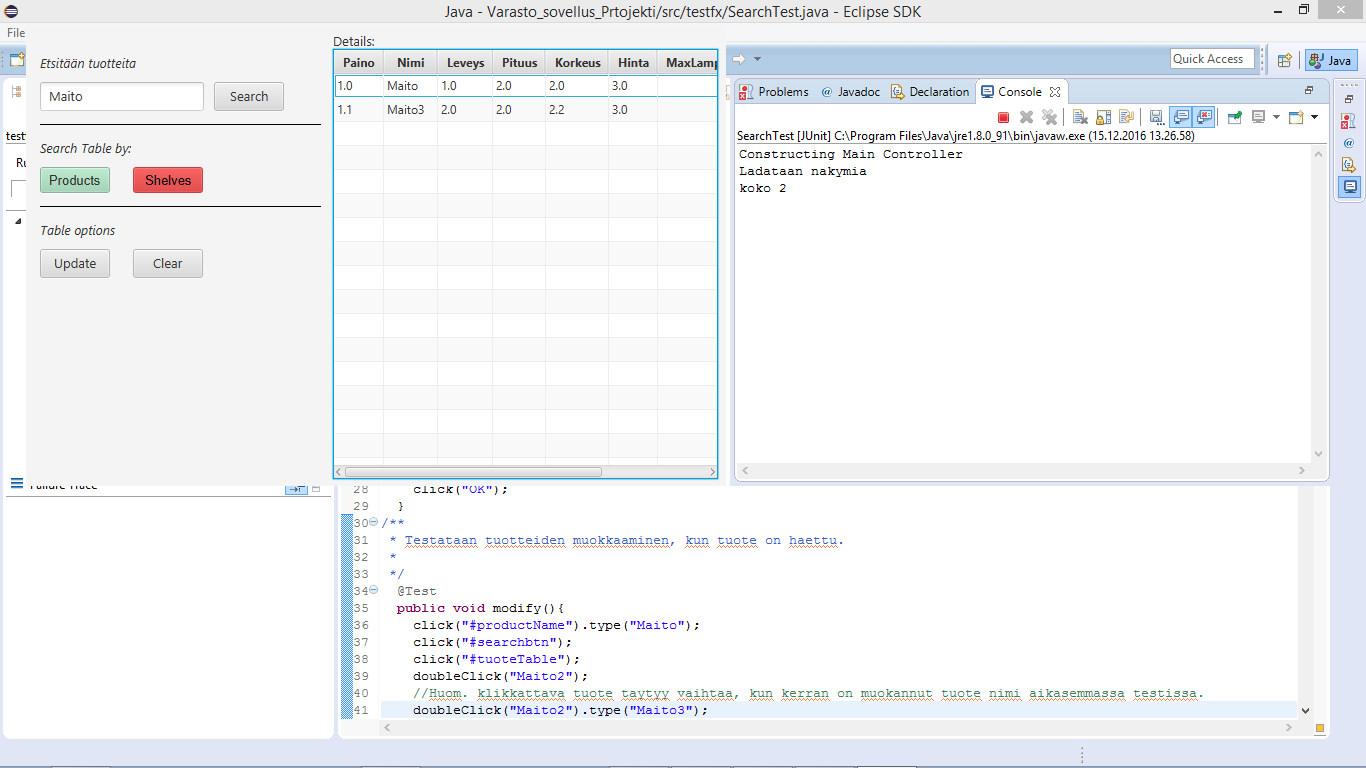 Java - Varasto_sovellus_Prtojekti/src/testfx/SearchTest.java - Eclipse SDK
File
Etsitään tuotteita
Maito
Search
Search Table by:
Products
Shelves
Table options
Update
Clear
Details:
Paino Nimi Leveys Pituus Korkeus Hinta MaxLamp
1.0 Maito 1.0 2.0 2.0 3.0
1.1 Maito3 2.0 2.0 2.2 3.0
Quick Access
Java
Problems @ Javadoc Declaration Console
SearchTest [JUnit] C:\Program Files\Java\jre1.8.0_91\bin\javaw.exe (15.12.2016 13.26.58)
Constructing Main Controller
Ladataan nakymia
koko 2
28 click("OK");
29 }
30 /**
31 * Testataan tuotteiden muokkaaminen, kun tuote on haettu.
32 *
33 */
34 @Test
35 public void modify(){
36 click("#productName").type("Maito");
37 click("#searchbtn");
38 click("#tuoteTable");
39 doubleClick("Maito2");
40 //Huom. klikkattava tuote taytyy vaihtaa, kun kerran on muokannut tuote nimi aikasemmassa testissa.
41 doubleClick("Maito2").type("Maito3");